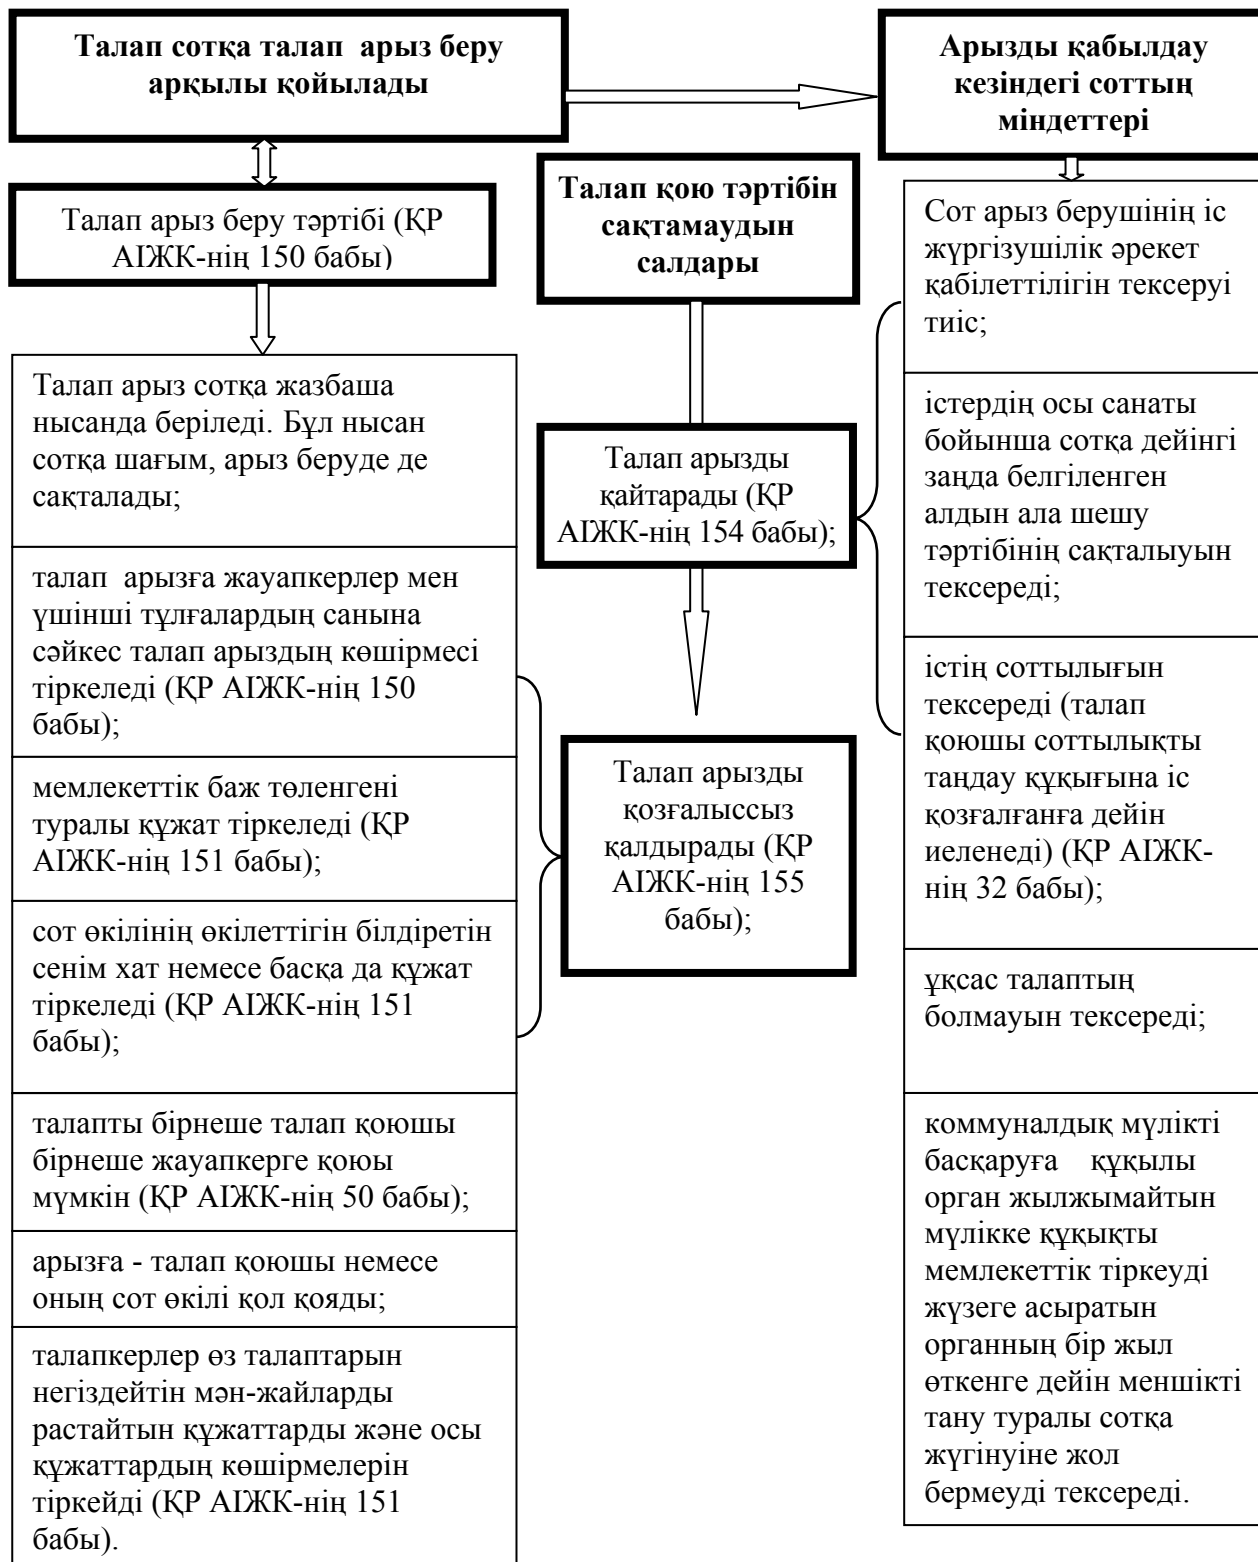 Талап сотқа талап арыз беру
арқылы қойылады
Арызды қабылдау
кезіндегі соттың
міндеттері
Талап арыз беру тәртібі (ҚР
АІЖК-нің 150 бабы)
Талап қою тәртібін
сақтамаудын
салдары
Талап арыз сотқа жазбаша
нысанда беріледі. Бұл нысан
сотқа шағым, арыз беруде де
сақталады;
талап арызға жауапкерлер мен
үшінші тұлғалардың санына
сәйкес талап арыздың көшірмесі
тіркеледі (ҚР АІЖК-нің 150
бабы);
мемлекеттік баж төленгені
туралы құжат тіркеледі (ҚР
АІЖК-нің 151 бабы);
сот өкілінің өкілеттігін білдіретін
сенім хат немесе басқа да құжат
тіркеледі (ҚР АІЖК-нің 151
бабы);
талапты бірнеше талап қоюшы
бірнеше жауапкерге қоюы
мүмкін (ҚР АІЖК-нің 50 бабы);
арызға - талап қоюшы немесе
оның сот өкілі қол қояды;
талапкерлер өз талаптарын
негіздейтін мән-жайларды
растайтын құжаттарды және осы
құжаттардың көшірмелерін
тіркейді (ҚР АІЖК-нің 151
бабы).
Талап арызды
қайтарады (ҚР
АІЖК-нің 154 бабы);
Талап арызды
қозғалыссыз
қалдырады (ҚР
АІЖК-нің 155
бабы);
Сот арыз берушінің іс
жүргізушілік әрекет
қабілеттілігін тексеруі
тиіс;
істердің осы санаты
бойынша сотқа дейінгі
заңда белгіленген
алдын ала шешу
тәртібінің сақталуын
тексереді;
істің соттылығын
тексереді (талап
қоюшы соттылықты
таңдау құқығына іс
қозғалғанға дейін
иеленеді) (ҚР АІЖК-
нің 32 бабы);
ұқсас талаптың
болмауын тексереді;
коммуналдық мүлікті
басқаруға құқылы
орган жылжымайтын
мүлікке құқықты
мемлекеттік тіркеуді
жүзеге асыратын
органның бір жыл
өткенге дейін меншікті
тану туралы сотқа
жүгінуіне жол
бермеуді тексереді.